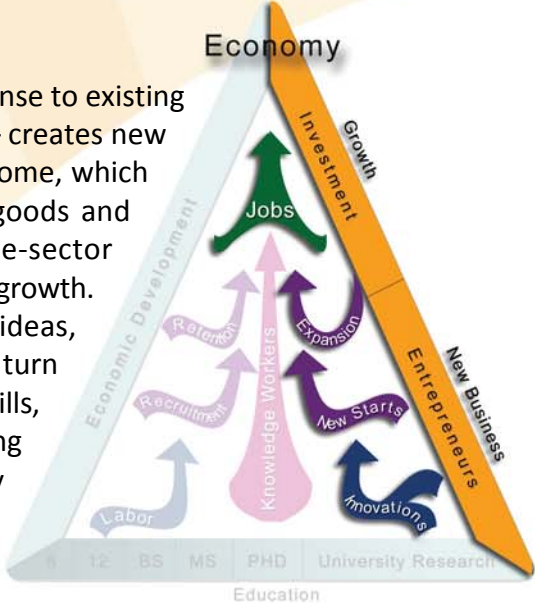 Economy
nse to existing
creates new
ome, which
goods and
e-sector
growth.
ideas,
turn
ills,
ng
Investment
Growth
Jobs
Economic Development
Retention
Expansion
Knowledge Workers
Recruitment
New Starts
Entrepreneurs
New Business
Labor
Innovations
6 12 BS MS PHD University Research
Education